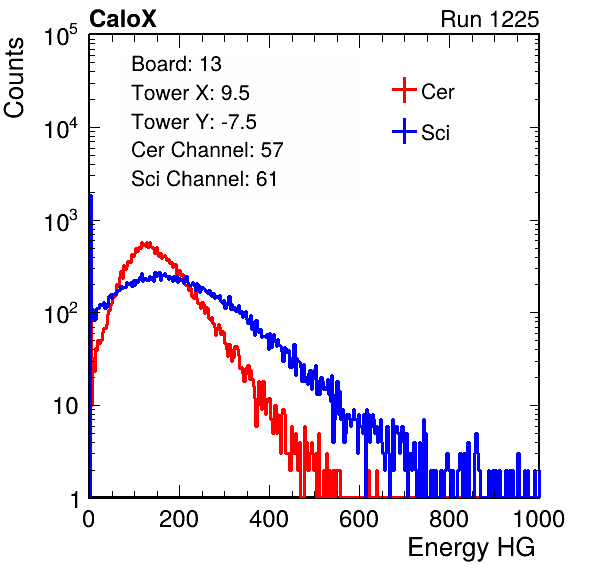 CaloX Run 1225
Counts
Board: 13
Tower X: 9.5
Tower Y: -7.5
Cer Channel: 57
Sci Channel: 61
Cer
Sci
10^5
10^4
10^3
10^2
10
1
0 200 400 600 800 1000
Energy HG